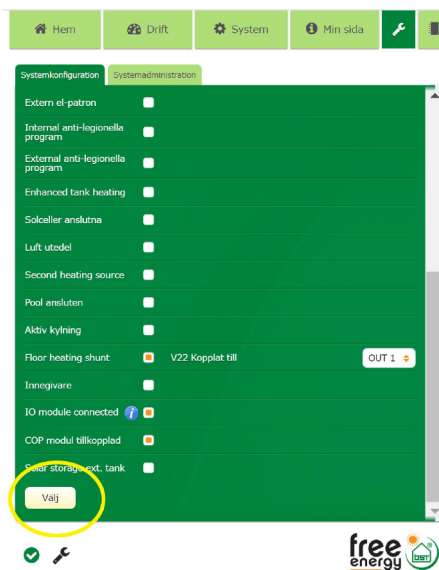 Hem Drift System Min sida
Systemkonfiguration Systemadministration
Extern el-patron
Internal anti-legionella
program
External anti-legionella
program
Enhanced tank heating
Solceller anslutna
Luft utedel
Second heating source
Pool ansluten
Aktiv kylning
Floor heating shunt V22 Kopplat till OUT 1
Innegivare
IO module connected i
COP modul tillkopplad
Solar storage ext. tank
Välj
free
energy BST